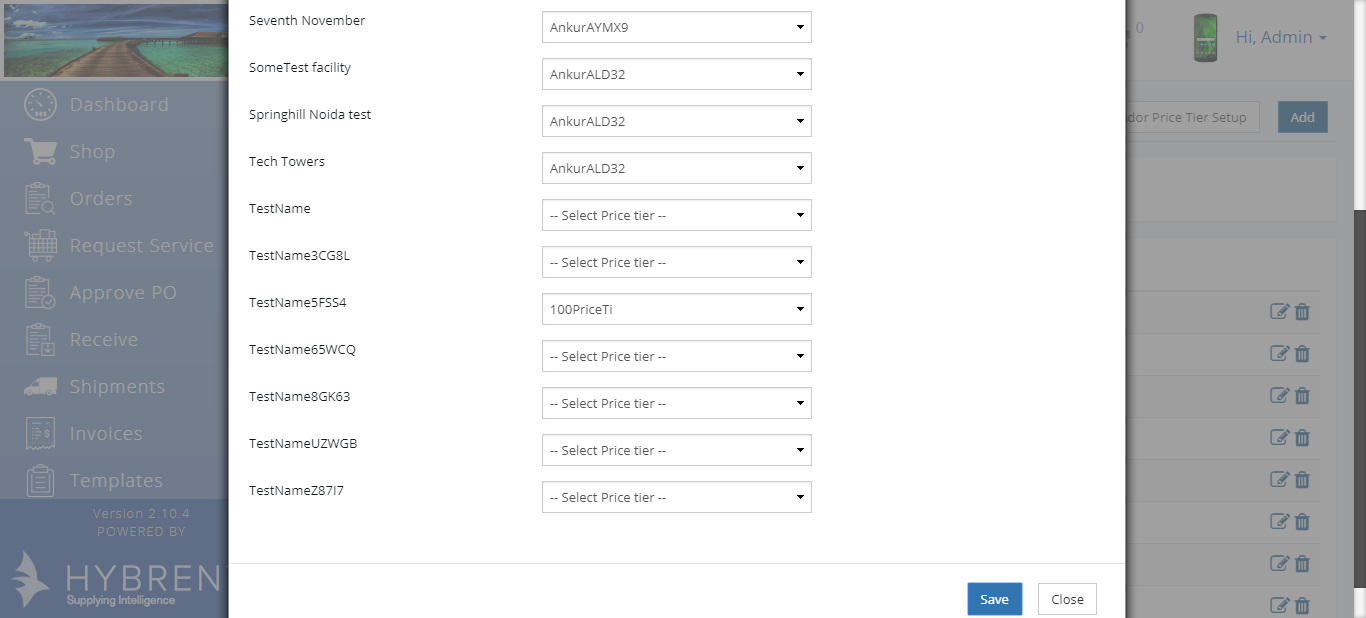 Dashboard
Shop
Orders
Request Service
Approve PO
Receive
Shipments
Invoices
Templates
Version 2.10.4
POWERED BY
HYBREN
Supplying Intelligence
Seventh November AnkurAYMX9
SomeTest facility AnkurALD32
Springhill Noida test AnkurALD32
Tech Towers AnkurALD32
TestName -- Select Price tier --
TestName3CG8L -- Select Price tier --
TestName5FSS4 100PriceTi
TestName65WCQ -- Select Price tier --
TestName8GK63 -- Select Price tier --
TestNameUZWGB -- Select Price tier --
TestNameZ87I7 -- Select Price tier --
Save Close
0 Hi, Admin
dor Price Tier Setup Add